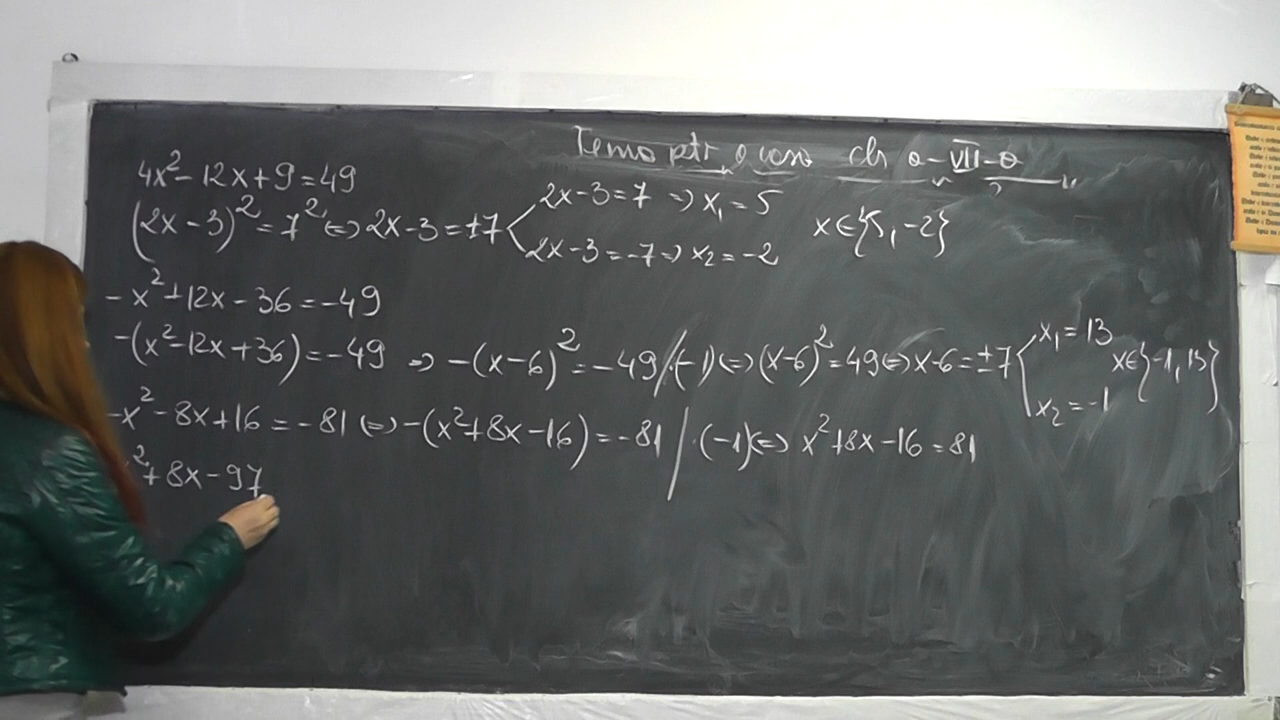 Temă ptr acasă cls a-VII-a
4x² - 12x + 9 = 49
(2x - 3)² = 7² ⇔ 2x - 3 = ±7
2x - 3 = 7 ⇒ x₁ = 5
2x - 3 = -7 ⇒ x₂ = -2
x ∈ {5, -2}
-x² + 12x - 36 = -49
-(x² - 12x + 36) = -49 ⇒ -(x - 6)² = -49 / ·(-1) ⇔ (x - 6)² = 49 ⇔ x - 6 = ±7
x₁ = 13
x₂ = -1
x ∈ {-1, 13}
-x² - 8x + 16 = -81 ⇔ -(x² + 8x - 16) = -81 / ·(-1) ⇔ x² + 8x - 16 = 81
² + 8x - 97